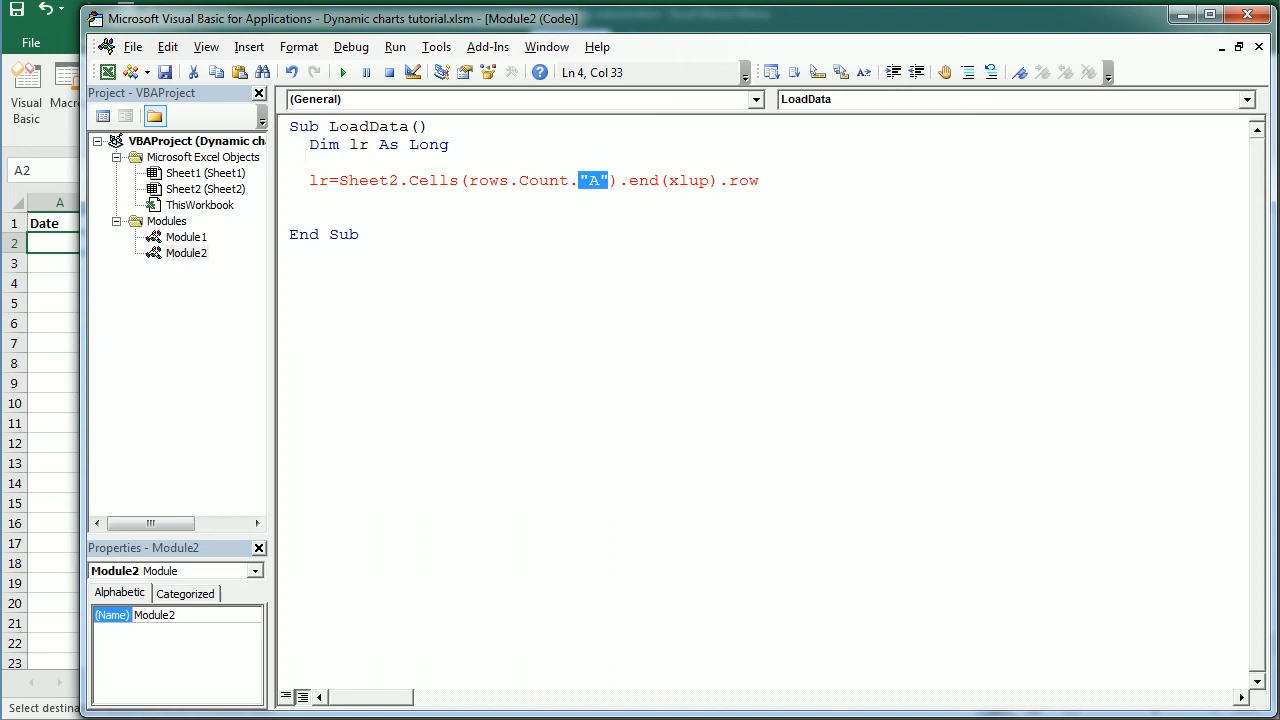 Microsoft Visual Basic for Applications - Dynamic charts tutorial.xlsm - [Module2 (Code)]
File
File Edit View Insert Format Debug Run Tools Add-Ins Window Help
Ln 4, Col 33
Visual Basic
Macro
Project - VBAProject
(General)
LoadData
VBAProject (Dynamic ch
Microsoft Excel Objects
Sheet1 (Sheet1)
Sheet2 (Sheet2)
ThisWorkbook
Modules
Module1
Module2
Sub LoadData()
Dim lr As Long
lr=Sheet2.Cells(rows.Count."A").end(xlup).row
End Sub
A2
A
1 Date
2
3
4
5
6
7
8
9
10
11
12
13
14
15
16
17
18
19
20
21
22
23
Properties - Module2
Module2 Module
Alphabetic Categorized
(Name) Module2
Select destina